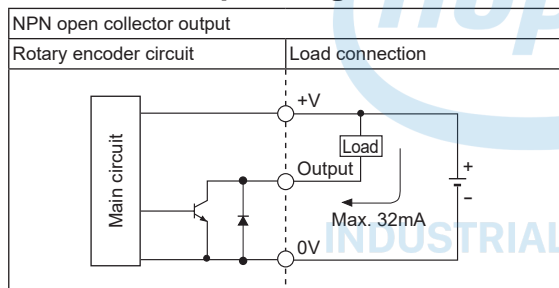 NPN open collector output
Rotary encoder circuit
Load connection
+V
Load
Output
Main circuit
+
-
Max. 32mA
0V
INDUSTRIAL